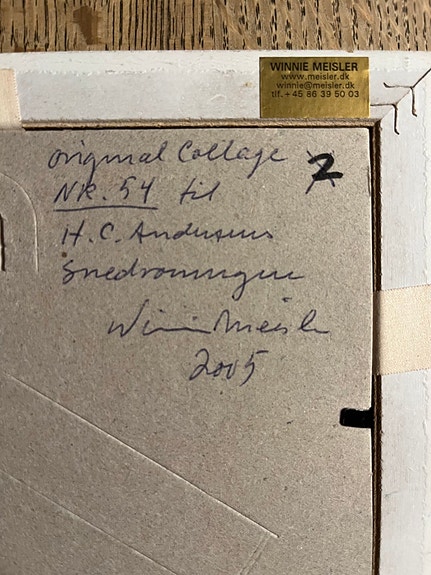 WINNIE MEISLER
www.meisler.dk
winnie@meisler.dk
tlf. + 45 86 39 50 03
original Collage
2
NR. 54 til
H. C. Andersens
Snedronningen
Winnie Meisler
2005